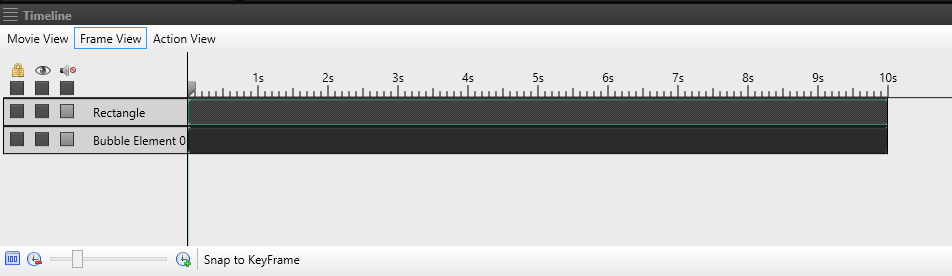 Timeline
Movie View Frame View Action View
1s 2s 3s 4s 5s 6s 7s 8s 9s 10s
Rectangle
Bubble Element 0
Snap to KeyFrame